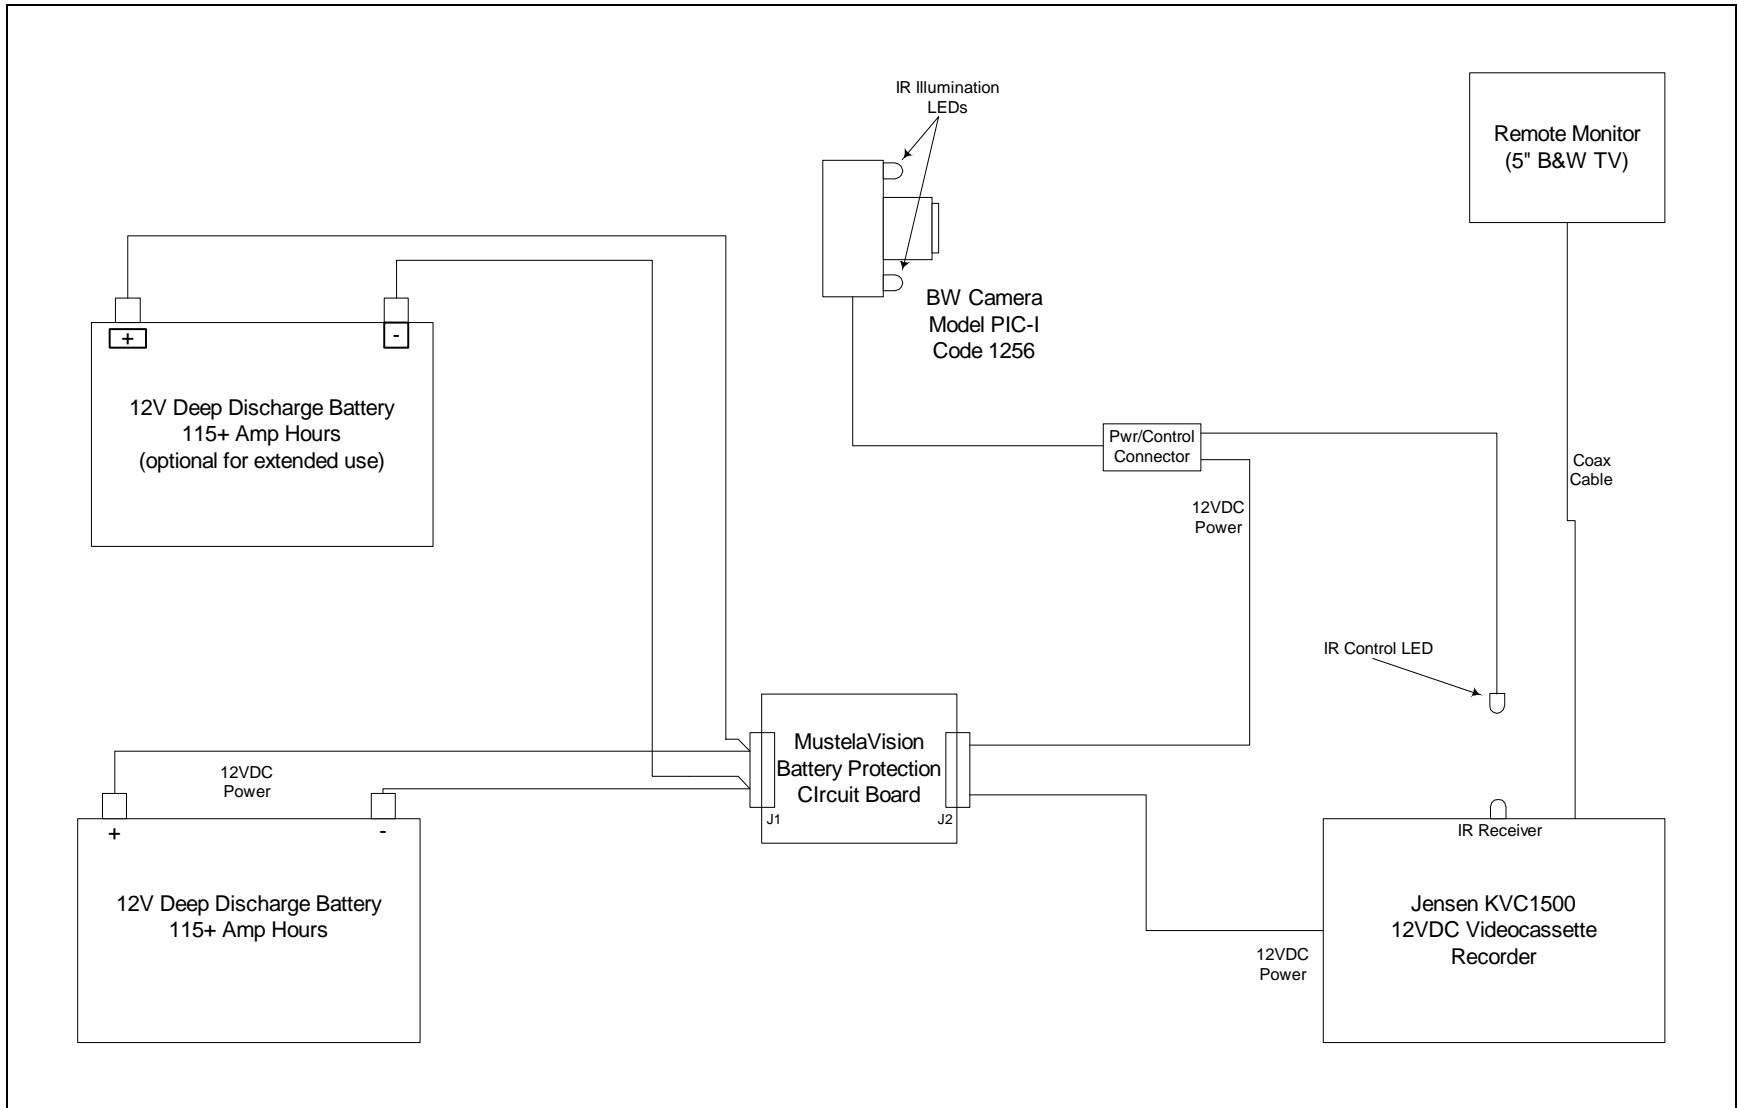 IR Illumination
LEDs
Remote Monitor
(5" B&W TV)
BW Camera
Model PIC-I
Code 1256
+
-
12V Deep Discharge Battery
115+ Amp Hours
(optional for extended use)
Pwr/Control
Connector
Coax
Cable
12VDC
Power
IR Control LED
MustelaVision
Battery Protection
CIrcuit Board
J1
J2
12VDC
Power
+
-
12V Deep Discharge Battery
115+ Amp Hours
IR Receiver
Jensen KVC1500
12VDC Videocassette
Recorder
12VDC
Power